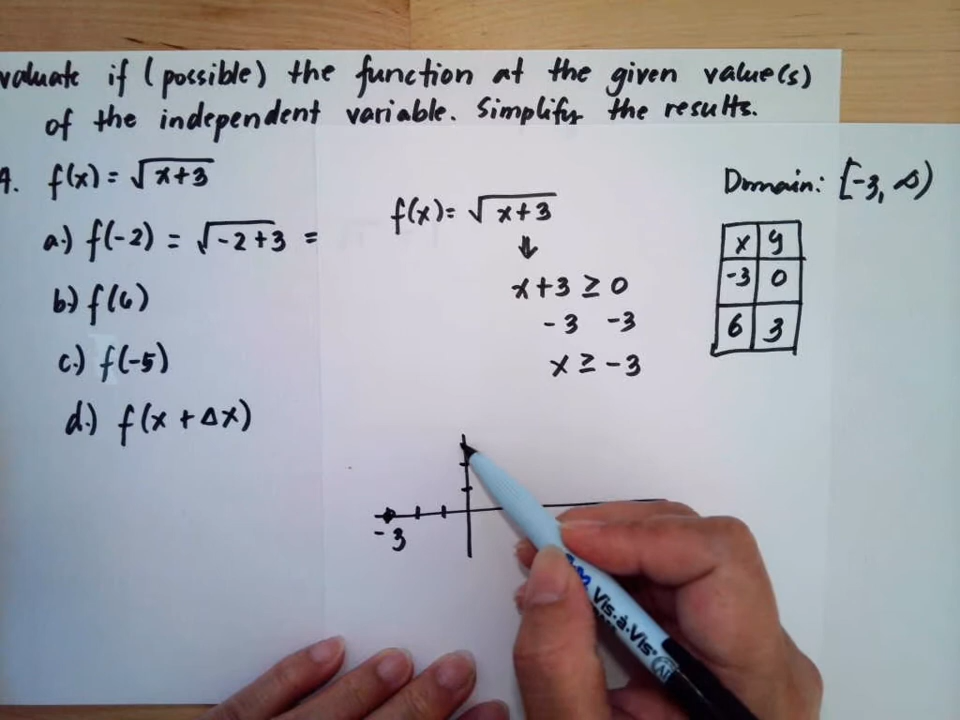 valuate if (possible) the function at the given value(s)
of the independent variable. Simplify the results.
4. f(x) = √x+3
a.) f(-2) = √-2+3 =
b.) f(6)
c.) f(-5)
d.) f(x + Δx)
f(x) = √x+3
↓
x+3 ≥ 0
-3 -3
x ≥ -3
Domain: [-3, ∞)
x y
-3 0
6 3
-3
Vis·à·Vis